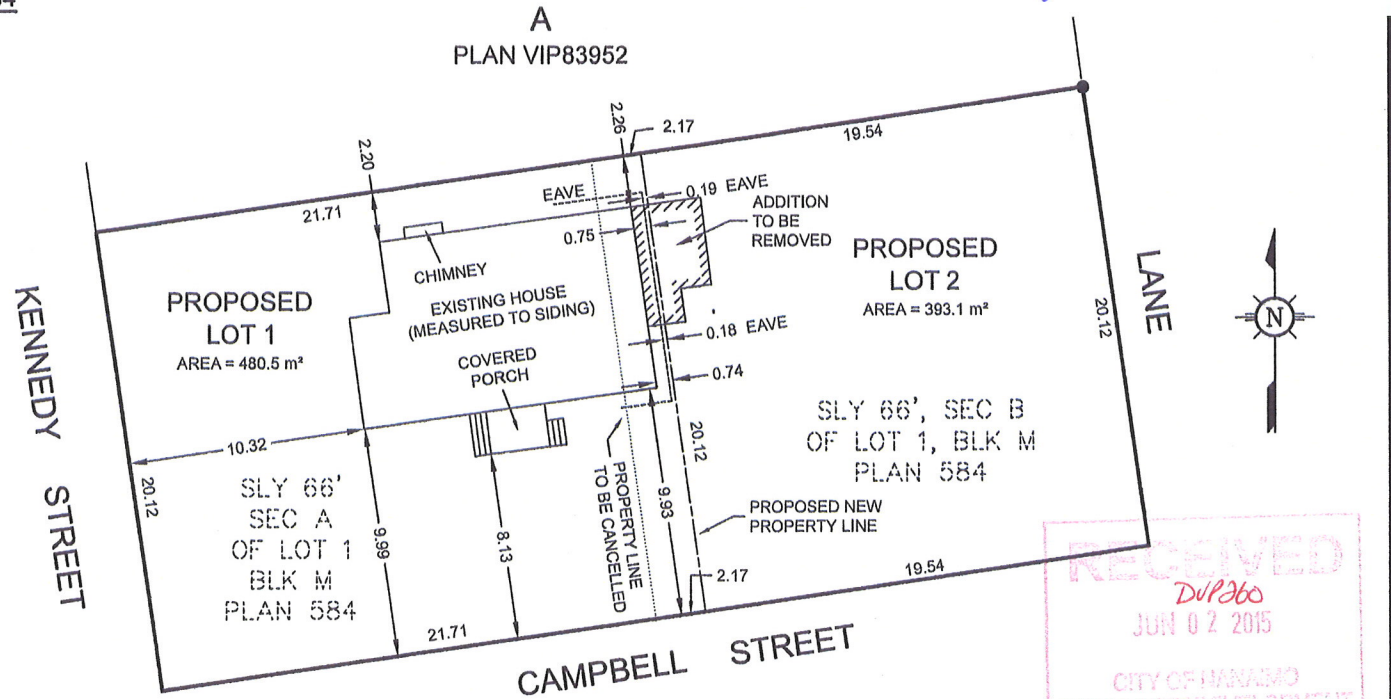 A
PLAN VIP83952
2.26
2.17
19.54
2.20
21.71
EAVE
0.19 EAVE
ADDITION
TO BE
REMOVED
0.75
CHIMNEY
EXISTING HOUSE
(MEASURED TO SIDING)
PROPOSED
LOT 1
AREA = 480.5 m²
PROPOSED
LOT 2
AREA = 393.1 m²
LANE
20.12
N
KENNEDY STREET
COVERED
PORCH
0.18 EAVE
0.74
10.32
20.12
20.12
SLY 66'
SEC A
OF LOT 1
BLK M
PLAN 584
SLY 66', SEC B
OF LOT 1, BLK M
PLAN 584
9.99
8.13
PROPERTY LINE
TO BE CANCELLED
9.93
PROPOSED NEW
PROPERTY LINE
2.17
19.54
21.71
CAMPBELL STREET
RECEIVED
DVP260
JUN 02 2015
CITY OF NANAIMO